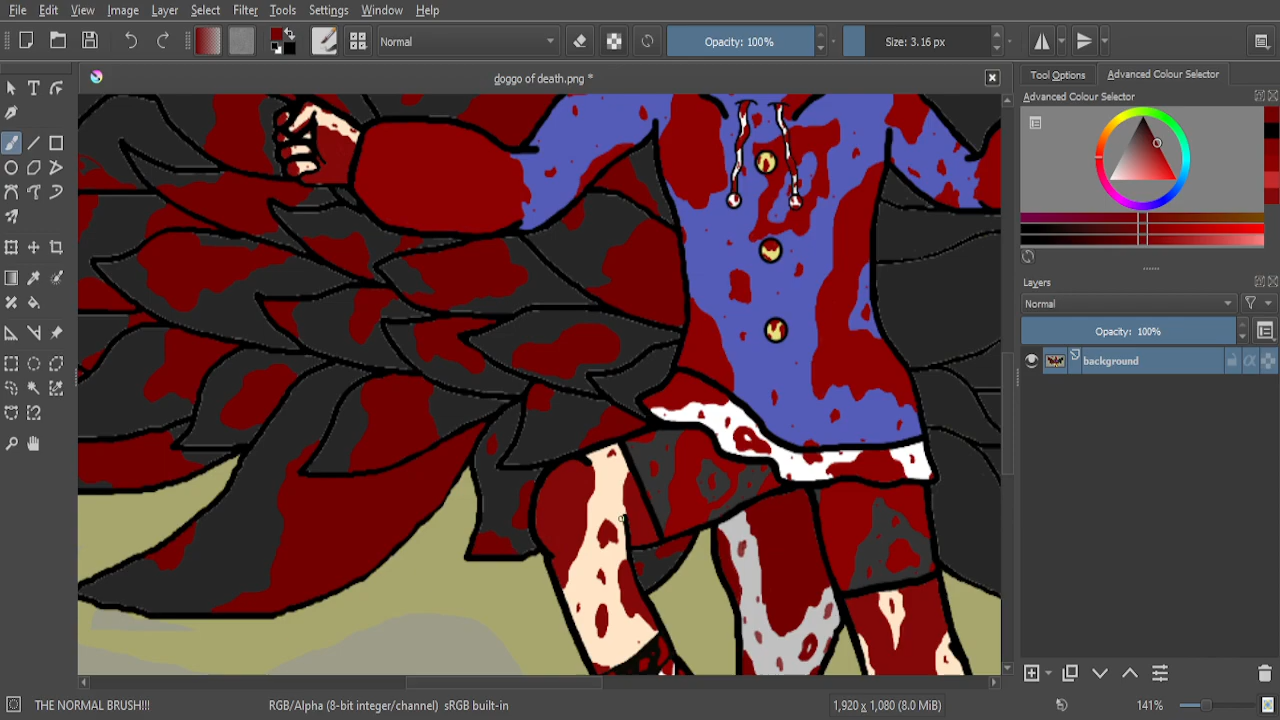 File Edit View Image Layer Select Filter Tools Settings Window Help
Normal Opacity: 100% Size: 3.16 px
doggo of death.png *
Tool Options Advanced Colour Selector
Advanced Colour Selector
Layers
Normal
Opacity: 100%
background
THE NORMAL BRUSH!!! RGB/Alpha (8-bit integer/channel) sRGB built-in 1,920 x 1,080 (8.0 MiB) 141%